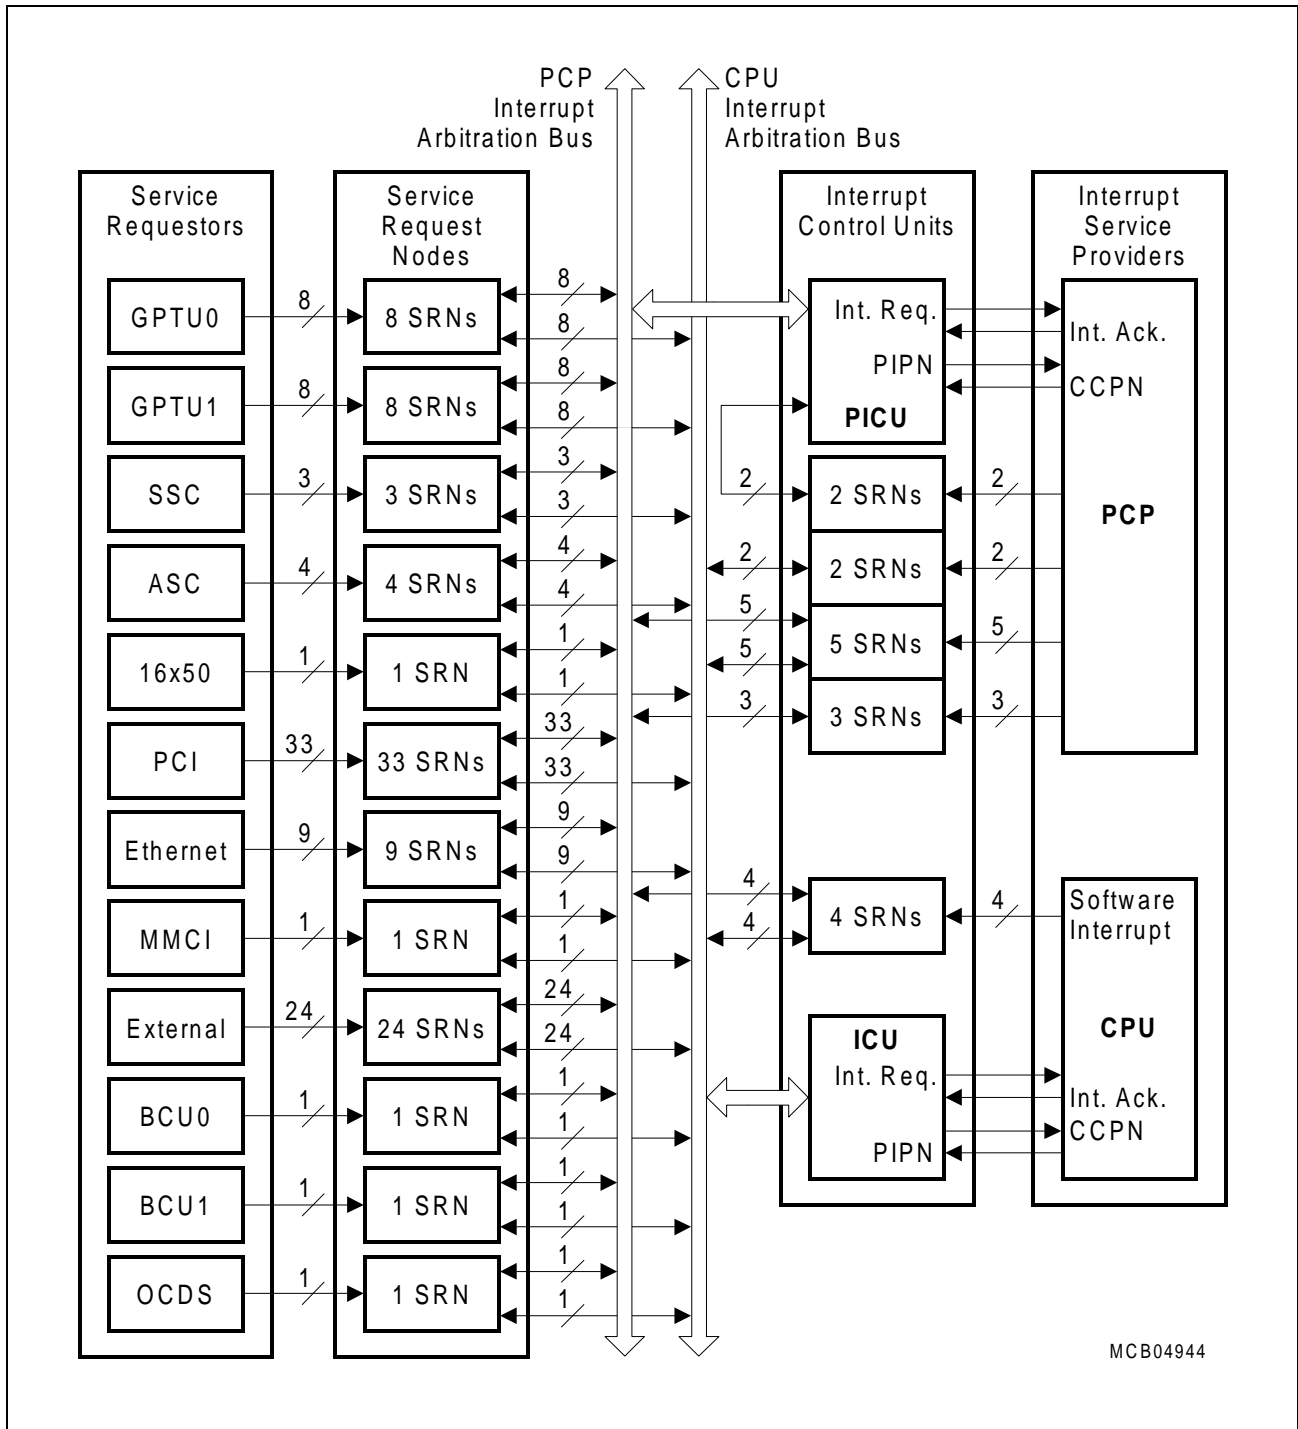 PCP
Interrupt
Arbitration Bus
CPU
Interrupt
Arbitration Bus
Service
Requestors
Service
Request
Nodes
Interrupt
Control Units
Interrupt
Service
Providers
GPTU0
8
8 SRNs
8
8
GPTU1
8
8 SRNs
8
8
SSC
3
3 SRNs
3
3
ASC
4
4 SRNs
4
4
16x50
1
1 SRN
1
1
PCI
33
33 SRNs
33
33
Ethernet
9
9 SRNs
9
9
MMCI
1
1 SRN
1
1
External
24
24 SRNs
24
24
BCU0
1
1 SRN
1
1
BCU1
1
1 SRN
1
1
OCDS
1
1 SRN
1
1
Int. Req.
PIPN
PICU
Int. Ack.
CCPN
PCP
2
2 SRNs
2
2
2 SRNs
2
5
5
5 SRNs
5
3
3 SRNs
3
4
4
4 SRNs
4
Software
Interrupt
CPU
ICU
Int. Req.
PIPN
Int. Ack.
CCPN
MCB04944